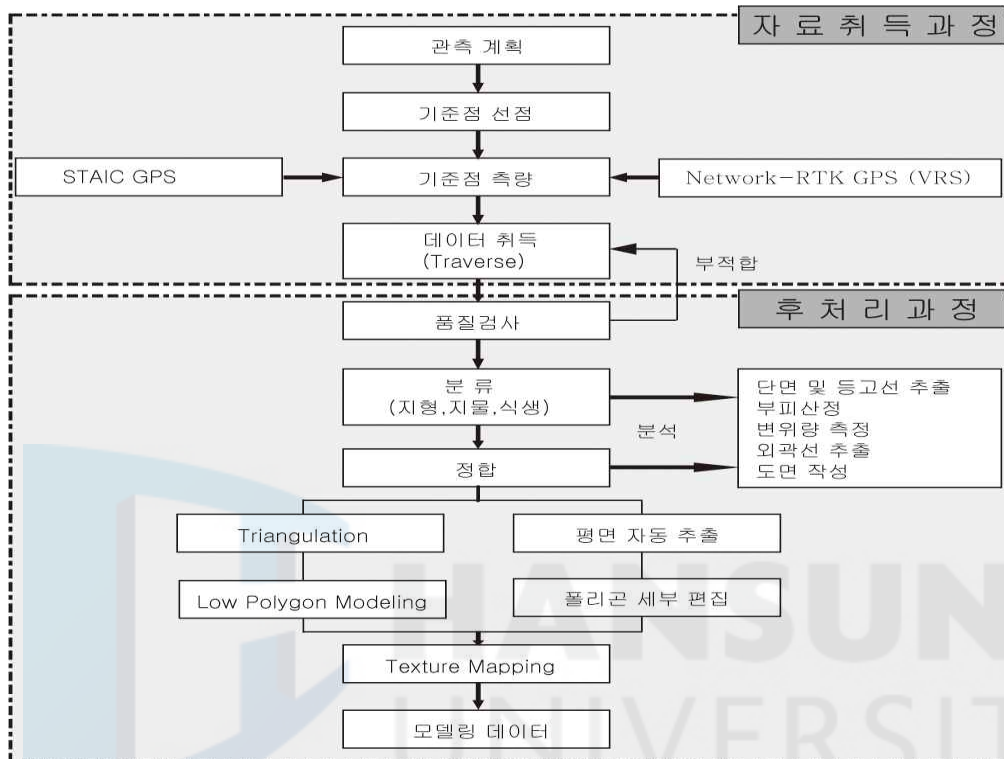 자료취득과정
관측 계획
기준점 선점
STAIC GPS
기준점 측량
Network-RTK GPS (VRS)
데이터 취득
(Traverse)
부적합
후처리과정
품질검사
분 류
(지형,지물,식생)
분석
단면 및 등고선 추출
부피산정
변위량 측정
외곽선 추출
도면 작성
정합
Triangulation
평면 자동 추출
Low Polygon Modeling
폴리곤 세부 편집
Texture Mapping
모델링 데이터
HANSUN
UNIVERSIT